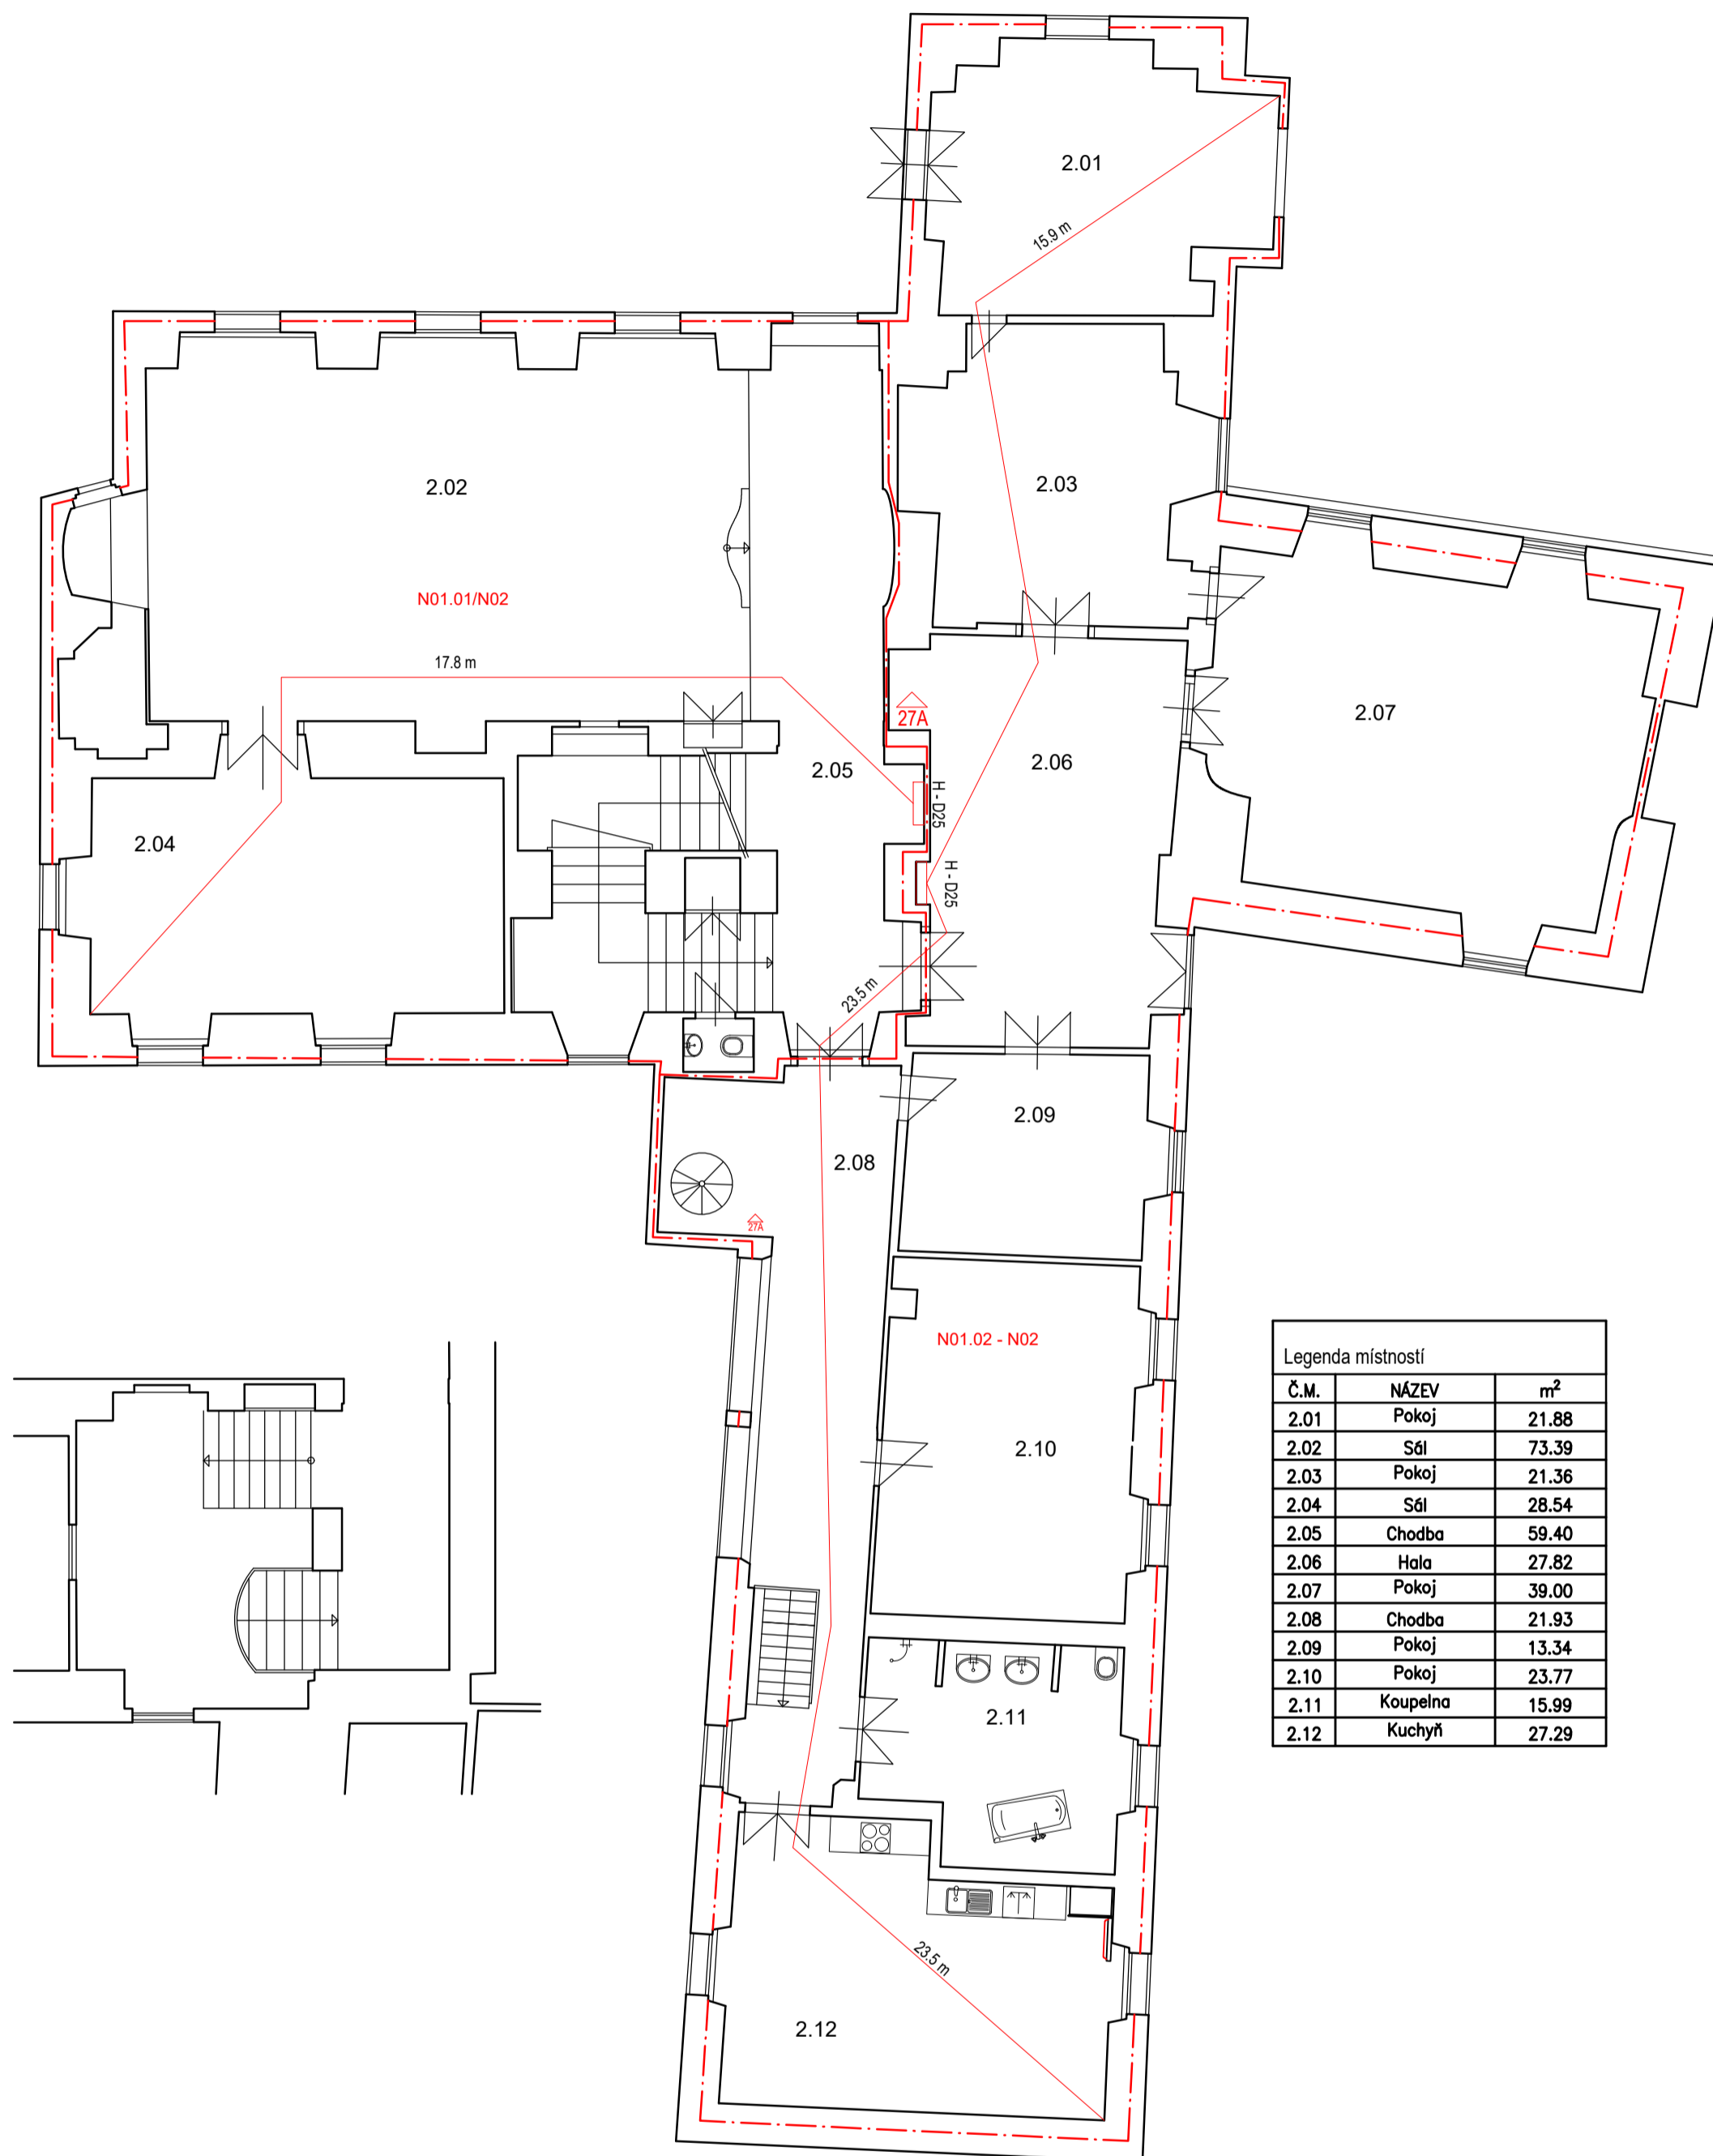 2.01
15.9 m
2.02
2.03
N01.01/N02
17.8 m
27A
2.07
2.06
2.05
H - D25
2.04
H - D25
23.5 m
2.09
2.08
27A
N01.02 - N02
2.10
2.11
23.5 m
2.12
Legenda místností
Č.M. NÁZEV m²
2.01 Pokoj 21.88
2.02 Sál 73.39
2.03 Pokoj 21.36
2.04 Sál 28.54
2.05 Chodba 59.40
2.06 Hala 27.82
2.07 Pokoj 39.00
2.08 Chodba 21.93
2.09 Pokoj 13.34
2.10 Pokoj 23.77
2.11 Koupelna 15.99
2.12 Kuchyň 27.29